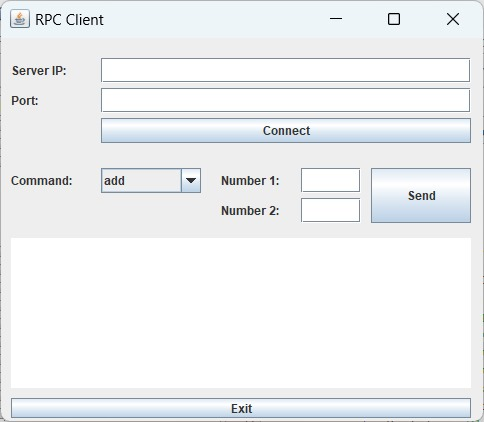 RPC Client
Server IP:
Port:
Connect
Command: add Number 1: Send
Number 2:
Exit